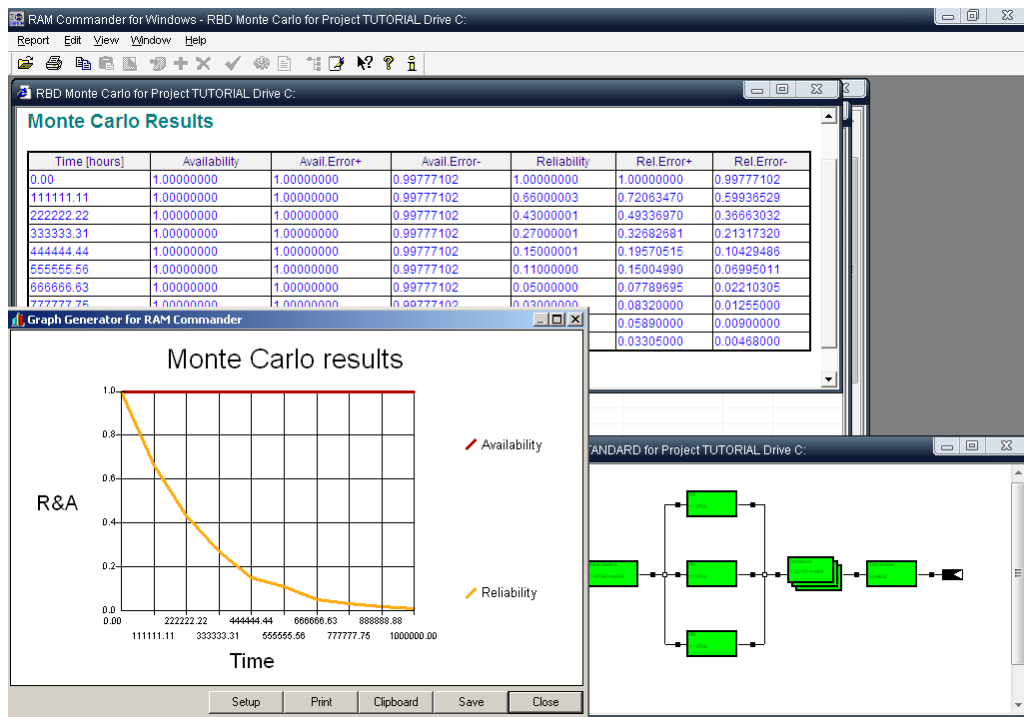 RAM Commander for Windows - RBD Monte Carlo for Project TUTORIAL Drive C:
Report Edit View Window Help
RBD Monte Carlo for Project TUTORIAL Drive C:
Monte Carlo Results
Time [hours] Availability Avail.Error+ Avail.Error- Reliability Rel.Error+ Rel.Error-
0.00 1.00000000 1.00000000 0.99777102 1.00000000 1.00000000 0.99777102
111111.11 1.00000000 1.00000000 0.99777102 0.66000003 0.72063470 0.59936529
222222.22 1.00000000 1.00000000 0.99777102 0.43000001 0.49336970 0.36663032
333333.31 1.00000000 1.00000000 0.99777102 0.27000001 0.32682681 0.21317320
444444.44 1.00000000 1.00000000 0.99777102 0.15000001 0.19570515 0.10429486
555555.56 1.00000000 1.00000000 0.99777102 0.11000000 0.15004990 0.06995011
666666.63 1.00000000 1.00000000 0.99777102 0.05000000 0.07789695 0.02210305
777777.75 1.00000000 1.00000000 0.99777102 0.03000000 0.08320000 0.01255000
0.05890000 0.00900000
0.03305000 0.00468000
Graph Generator for RAM Commander
Monte Carlo results
1.0
0.8
0.6
0.4
0.2
0.0
R&A
Availability
Reliability
0.00 222222.22 444444.44 666666.63 888888.88
111111.11 333333.31 555555.56 777777.75 1000000.00
Time
Setup Print Clipboard Save Close
TANDARD for Project TUTORIAL Drive C: